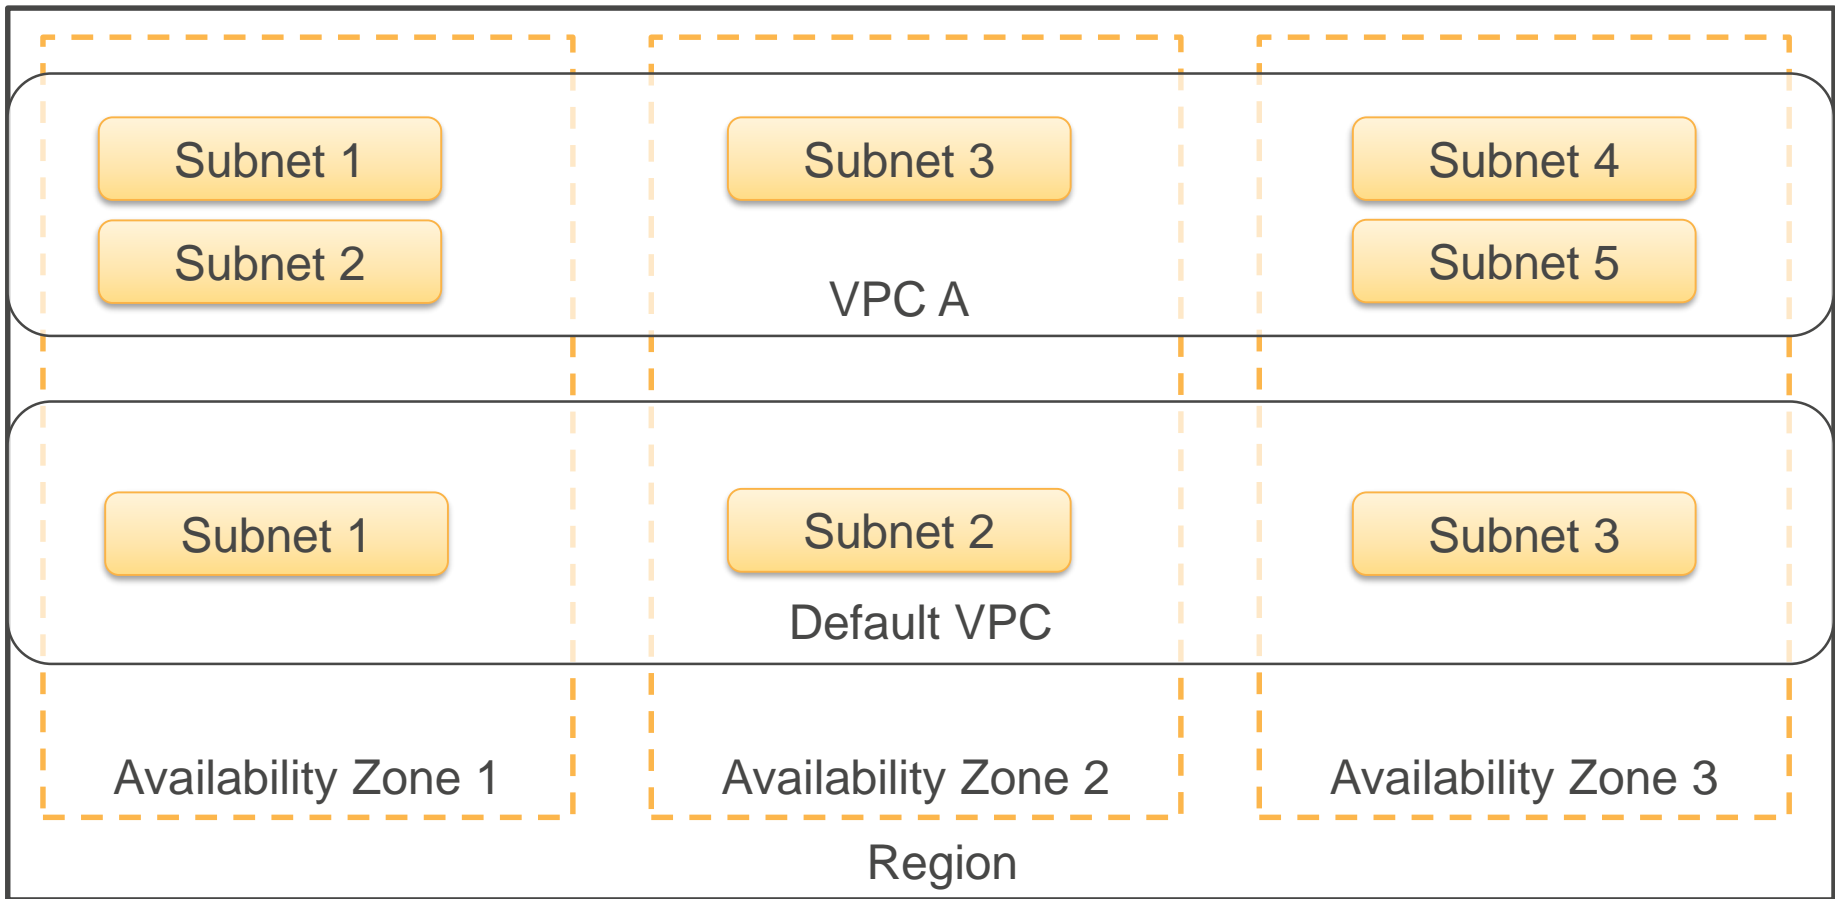 Subnet 1
Subnet 3
Subnet 4
Subnet 2
Subnet 5
VPC A
Subnet 1
Subnet 2
Subnet 3
Default VPC
Availability Zone 1
Availability Zone 2
Availability Zone 3
Region